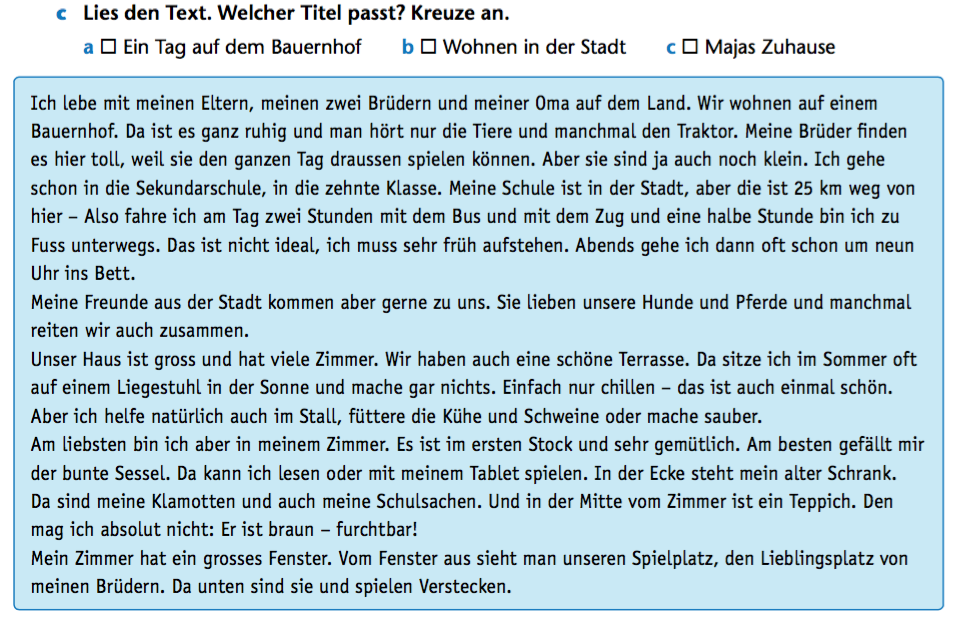 c Lies den Text. Welcher Titel passt? Kreuze an.
a ☐ Ein Tag auf dem Bauernhof b ☐ Wohnen in der Stadt c ☐ Majas Zuhause
Ich lebe mit meinen Eltern, meinen zwei Brüdern und meiner Oma auf dem Land. Wir wohnen auf einem
Bauernhof. Da ist es ganz ruhig und man hört nur die Tiere und manchmal den Traktor. Meine Brüder finden
es hier toll, weil sie den ganzen Tag draussen spielen können. Aber sie sind ja auch noch klein. Ich gehe
schon in die Sekundarschule, in die zehnte Klasse. Meine Schule ist in der Stadt, aber die ist 25 km weg von
hier – Also fahre ich am Tag zwei Stunden mit dem Bus und mit dem Zug und eine halbe Stunde bin ich zu
Fuss unterwegs. Das ist nicht ideal, ich muss sehr früh aufstehen. Abends gehe ich dann oft schon um neun
Uhr ins Bett.
Meine Freunde aus der Stadt kommen aber gerne zu uns. Sie lieben unsere Hunde und Pferde und manchmal
reiten wir auch zusammen.
Unser Haus ist gross und hat viele Zimmer. Wir haben auch eine schöne Terrasse. Da sitze ich im Sommer oft
auf einem Liegestuhl in der Sonne und mache gar nichts. Einfach nur chillen – das ist auch einmal schön.
Aber ich helfe natürlich auch im Stall, füttere die Kühe und Schweine oder mache sauber.
Am liebsten bin ich aber in meinem Zimmer. Es ist im ersten Stock und sehr gemütlich. Am besten gefällt mir
der bunte Sessel. Da kann ich lesen oder mit meinem Tablet spielen. In der Ecke steht mein alter Schrank.
Da sind meine Klamotten und auch meine Schulsachen. Und in der Mitte vom Zimmer ist ein Teppich. Den
mag ich absolut nicht: Er ist braun – furchtbar!
Mein Zimmer hat ein grosses Fenster. Vom Fenster aus sieht man unseren Spielplatz, den Lieblingsplatz von
meinen Brüdern. Da unten sind sie und spielen Verstecken.